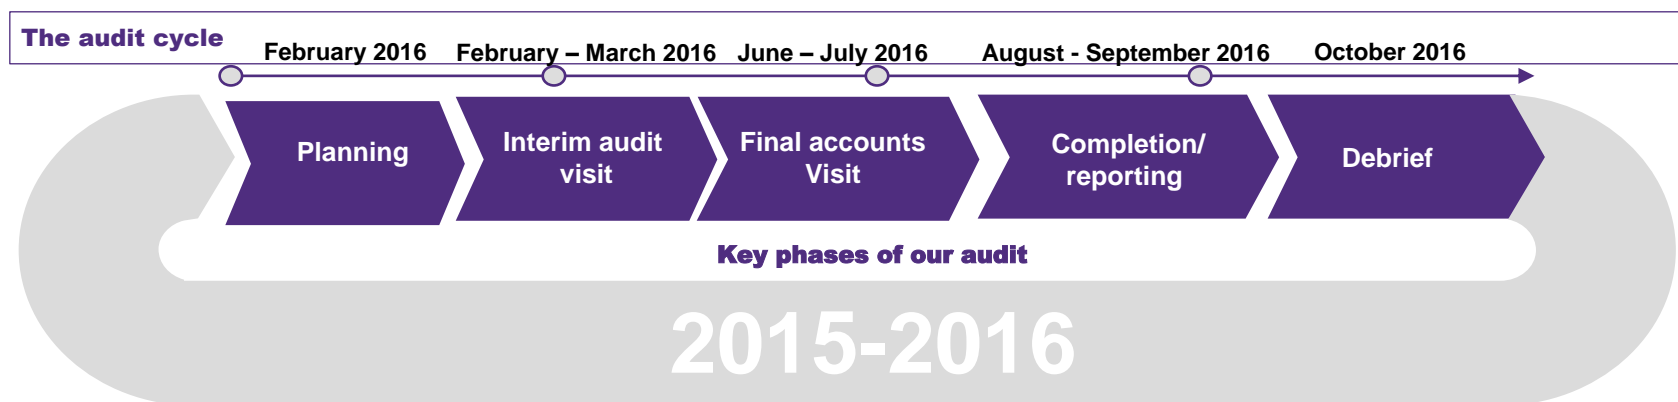 The audit cycle
February 2016
February – March 2016
June – July 2016
August - September 2016
October 2016
Planning
Interim audit
visit
Final accounts
Visit
Completion/
reporting
Debrief
Key phases of our audit
2015-2016